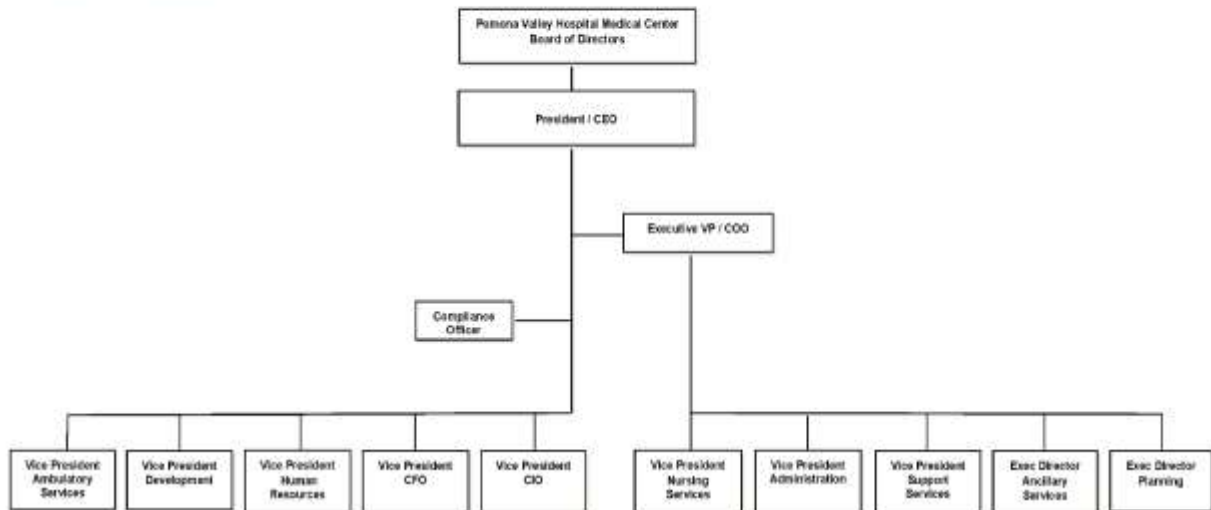 Pomona Valley Hospital Medical Center
Board of Directors
President / CEO
Executive VP / COO
Compliance
Officer
Vice President
Ambulatory
Services
Vice President
Development
Vice President
Human
Resources
Vice President
CFO
Vice President
CIO
Vice President
Nursing
Services
Vice President
Administration
Vice President
Support
Services
Exec Director
Ancillary
Services
Exec Director
Planning